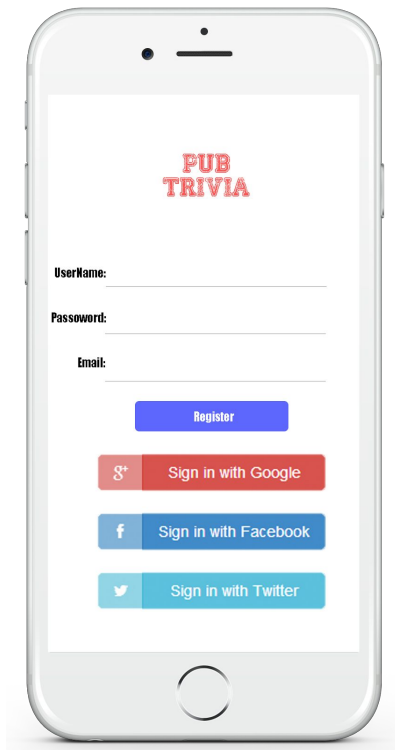 PUB
TRIVIA
UserName:
Passoword:
Email:
Register
g+ Sign in with Google
f Sign in with Facebook
Sign in with Twitter